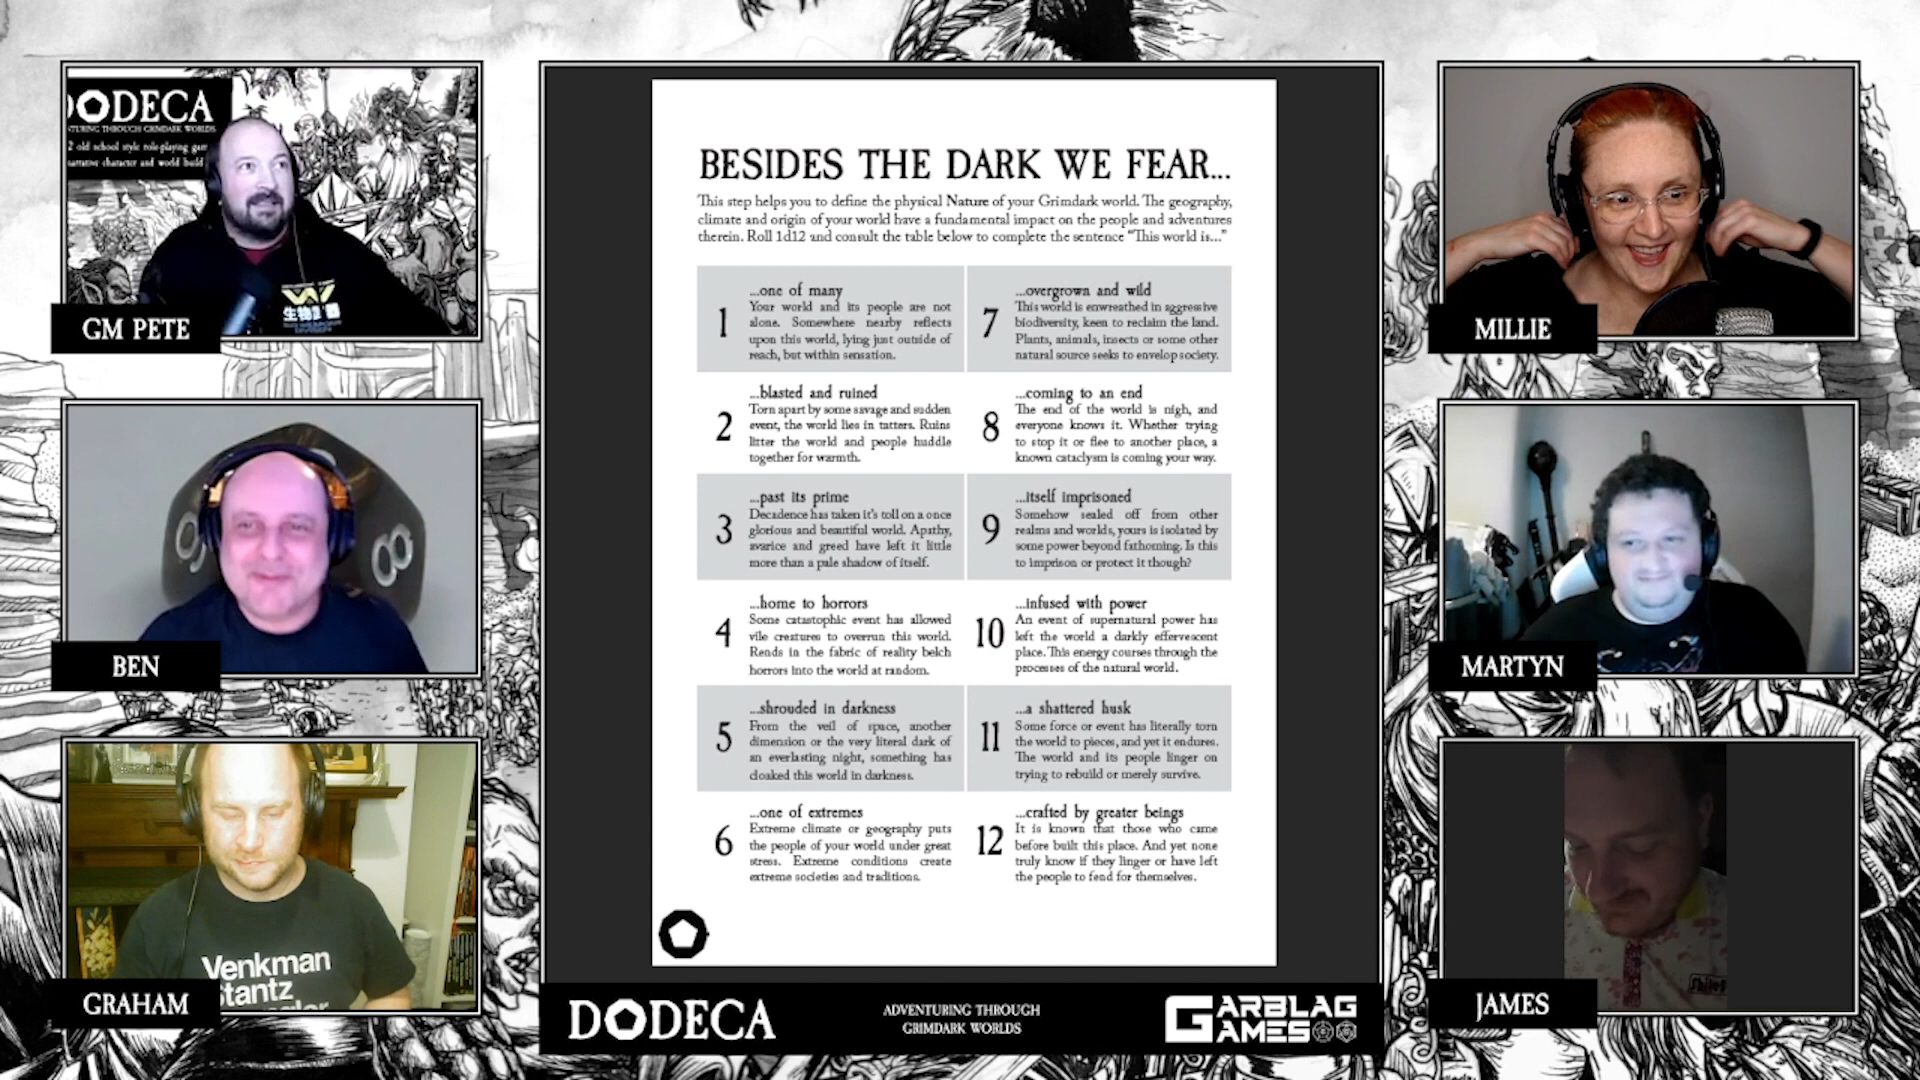 DODECA
2 old school style role-playing gam
narrative character and world build
生物
GM PETE
BEN
Venkman
Stantz
GRAHAM
BESIDES THE DARK WE FEAR...
This step helps you to define the physical Nature of your Grimdark world. The geography,
climate and origin of your world have a fundamental impact on the people and adventures
therein. Roll 1d12 and consult the table below to complete the sentence "This world is..."
1
...one of many
Your world and its people are not
alone. Somewhere nearby reflects
upon this world, lying just outside of
reach, but within sensation.
2
...blasted and ruined
Torn apart by some savage and sudden
event, the world lies in tatters. Ruins
litter the world and people huddle
together for warmth.
3
...past its prime
Decadence has taken it's toll on a once
glorious and beautiful world. Apathy,
avarice and greed have left it little
more than a pale shadow of itself.
4
...home to horrors
Some catastophic event has allowed
vile creatures to overrun this world.
Rends in the fabric of reality belch
horrors into the world at random.
5
...shrouded in darkness
From the veil of space, another
dimension or the very literal dark of
an everlasting night, something has
cloaked this world in darkness.
6
...one of extremes
Extreme climate or geography puts
the people of your world under great
stress. Extreme conditions create
extreme societies and traditions.
7
...overgrown and wild
This world is enwreathed in aggressive
biodiversity, keen to reclaim the land.
Plants, animals, insects or some other
natural source seeks to envelop society.
8
...coming to an end
The end of the world is nigh, and
everyone knows it. Whether trying
to stop it or flee to another place, a
known cataclysm is coming your way.
9
...itself imprisoned
Somehow sealed off from other
realms and worlds, yours is isolated by
some power beyond fathoming. Is this
to imprison or protect it though?
10
...infused with power
An event of supernatural power has
left the world a darkly effervescent
place. This energy courses through the
processes of the natural world.
11
...a shattered husk
Some force or event has literally torn
the world to pieces, and yet it endures.
The world and its people linger on
trying to rebuild or merely survive.
12
...crafted by greater beings
It is known that those who came
before built this place. And yet none
truly know if they linger or have left
the people to fend for themselves.
DODECA
ADVENTURING THROUGH
GRIMDARK WORLDS
GARBLAG
GAMES
MILLIE
MARTYN
JAMES